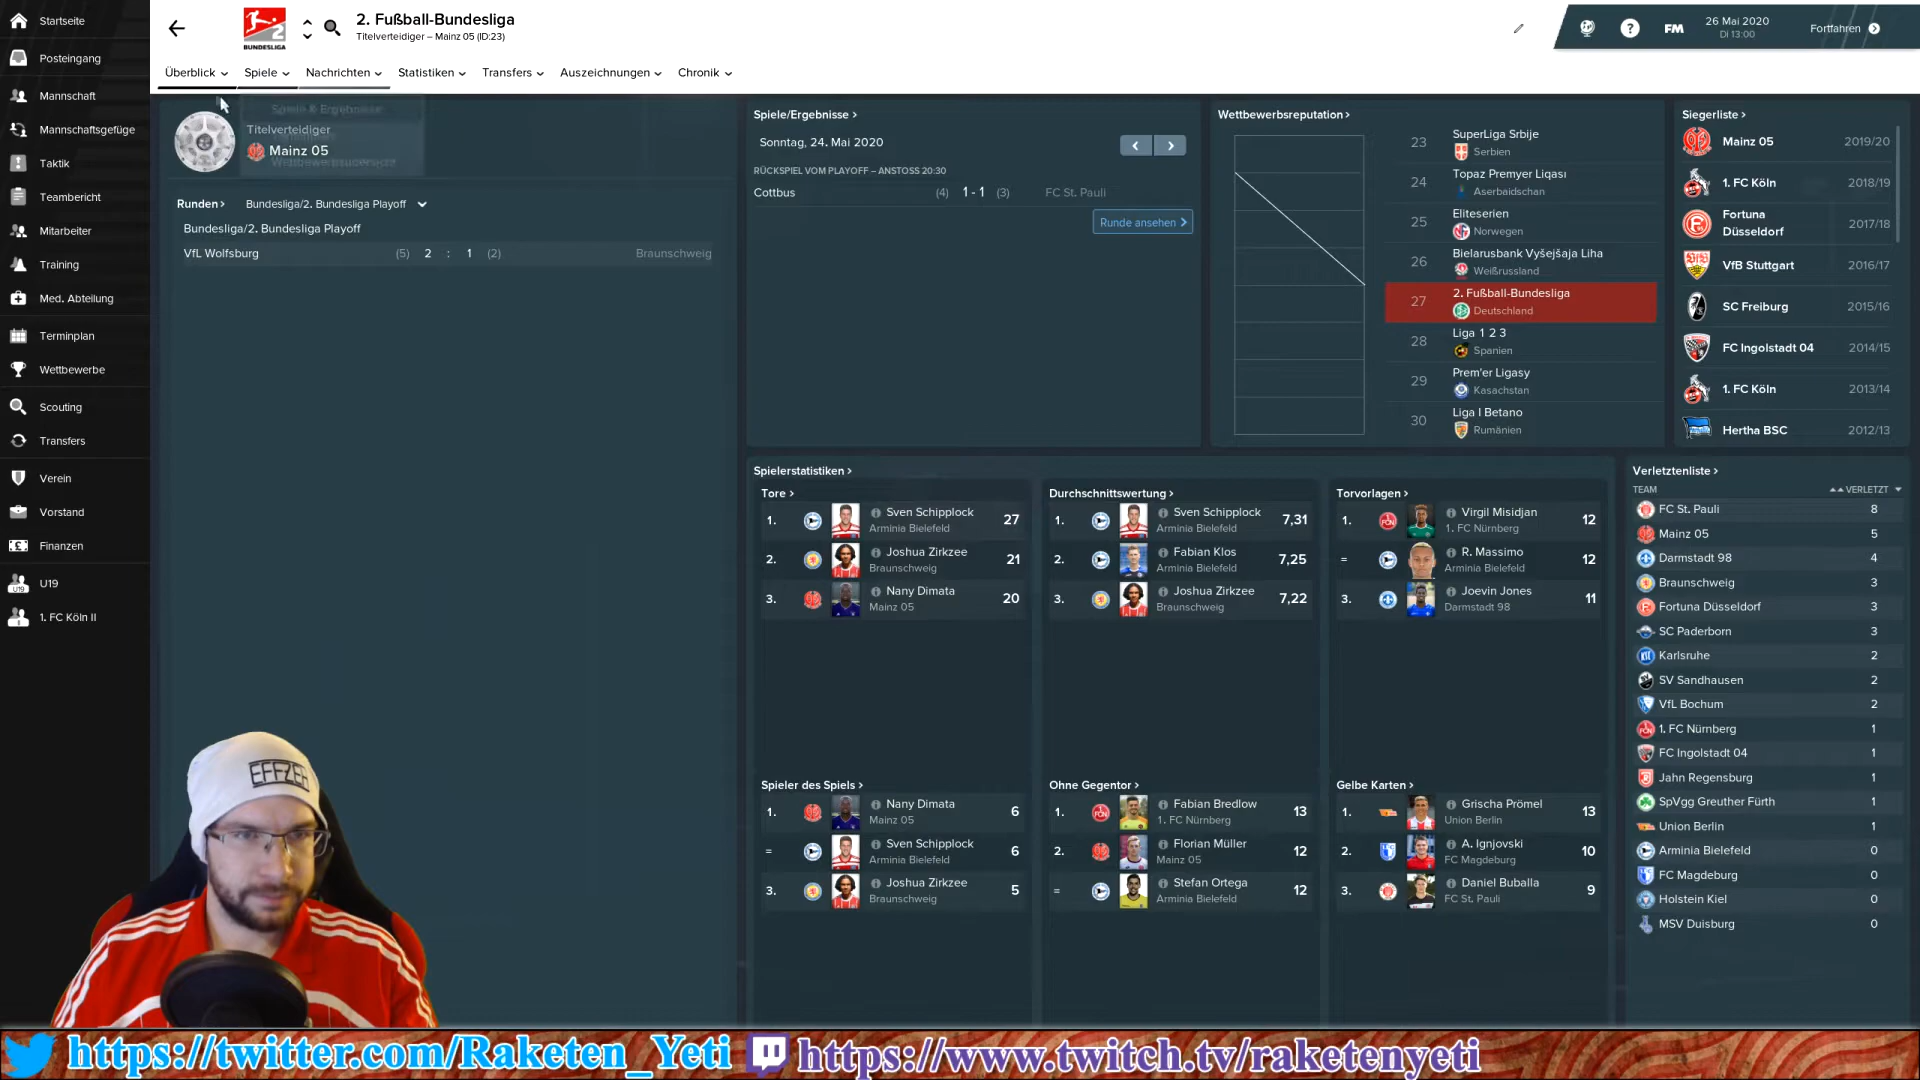 Startseite
Posteingang
Mannschaft
Mannschaftsgefüge
Taktik
Teambericht
Mitarbeiter
Training
Med. Abteilung
Terminplan
Wettbewerbe
Scouting
Transfers
Verein
Vorstand
Finanzen
U19
1. FC Köln II
BUNDESLIGA
2. Fußball-Bundesliga
Titelverteidiger – Mainz 05 (ID:23)
? FM
26 Mai 2020
DI 13:00
Fortfahren
Überblick Spiele Nachrichten Statistiken Transfers Auszeichnungen Chronik
Spiele & Ergebnisse
Titelverteidiger
Mainz 05
Runden > Bundesliga/2. Bundesliga Playoff
Bundesliga/2. Bundesliga Playoff
VfL Wolfsburg (5) 2 : 1 (2) Braunschweig
Spiele/Ergebnisse >
Sonntag, 24. Mai 2020
RÜCKSPIEL VOM PLAYOFF – ANSTOSS 20:30
Cottbus (4) 1 - 1 (3) FC St. Pauli
Runde ansehen >
Wettbewerbsreputation >
23 SuperLiga Srbije
Serbien
24 Topaz Premyer Liqası
Aserbaidschan
25 Eliteserien
Norwegen
26 Bielarusbank Vyšejšaja Liha
Weißrussland
27 2. Fußball-Bundesliga
Deutschland
28 Liga 1 2 3
Spanien
29 Prem'er Ligasy
Kasachstan
30 Liga I Betano
Rumänien
Siegerliste >
Mainz 05 2019/20
1. FC Köln 2018/19
Fortuna Düsseldorf 2017/18
VfB Stuttgart 2016/17
SC Freiburg 2015/16
FC Ingolstadt 04 2014/15
1. FC Köln 2013/14
Hertha BSC 2012/13
Spielerstatistiken >
Tore >
1. Sven Schipplock 27
Arminia Bielefeld
2. Joshua Zirkzee 21
Braunschweig
3. Nany Dimata 20
Mainz 05
Durchschnittswertung >
1. Sven Schipplock 7,31
Arminia Bielefeld
2. Fabian Klos 7,25
Arminia Bielefeld
3. Joshua Zirkzee 7,22
Braunschweig
Torvorlagen >
1. Virgil Misidjan 12
1. FC Nürnberg
= R. Massimo 12
Arminia Bielefeld
3. Joevin Jones 11
Darmstadt 98
Spieler des Spiels >
1. Nany Dimata 6
Mainz 05
= Sven Schipplock 6
Arminia Bielefeld
3. Joshua Zirkzee 5
Braunschweig
Ohne Gegentor >
1. Fabian Bredlow 13
1. FC Nürnberg
2. Florian Müller 12
Mainz 05
= Stefan Ortega 12
Arminia Bielefeld
Gelbe Karten >
1. Grischa Prömel 13
Union Berlin
2. A. Ignjovski 10
FC Magdeburg
3. Daniel Buballa 9
FC St. Pauli
Verletztenliste >
TEAM VERLETZT
FC St. Pauli 8
Mainz 05 5
Darmstadt 98 4
Braunschweig 3
Fortuna Düsseldorf 3
SC Paderborn 3
Karlsruhe 2
SV Sandhausen 2
VfL Bochum 2
1. FC Nürnberg 1
FC Ingolstadt 04 1
Jahn Regensburg 1
SpVgg Greuther Fürth 1
Union Berlin 1
Arminia Bielefeld 0
FC Magdeburg 0
Holstein Kiel 0
MSV Duisburg 0
EFFZEH
https://twitter.com/Raketen_Yeti https://www.twitch.tv/raketenyeti